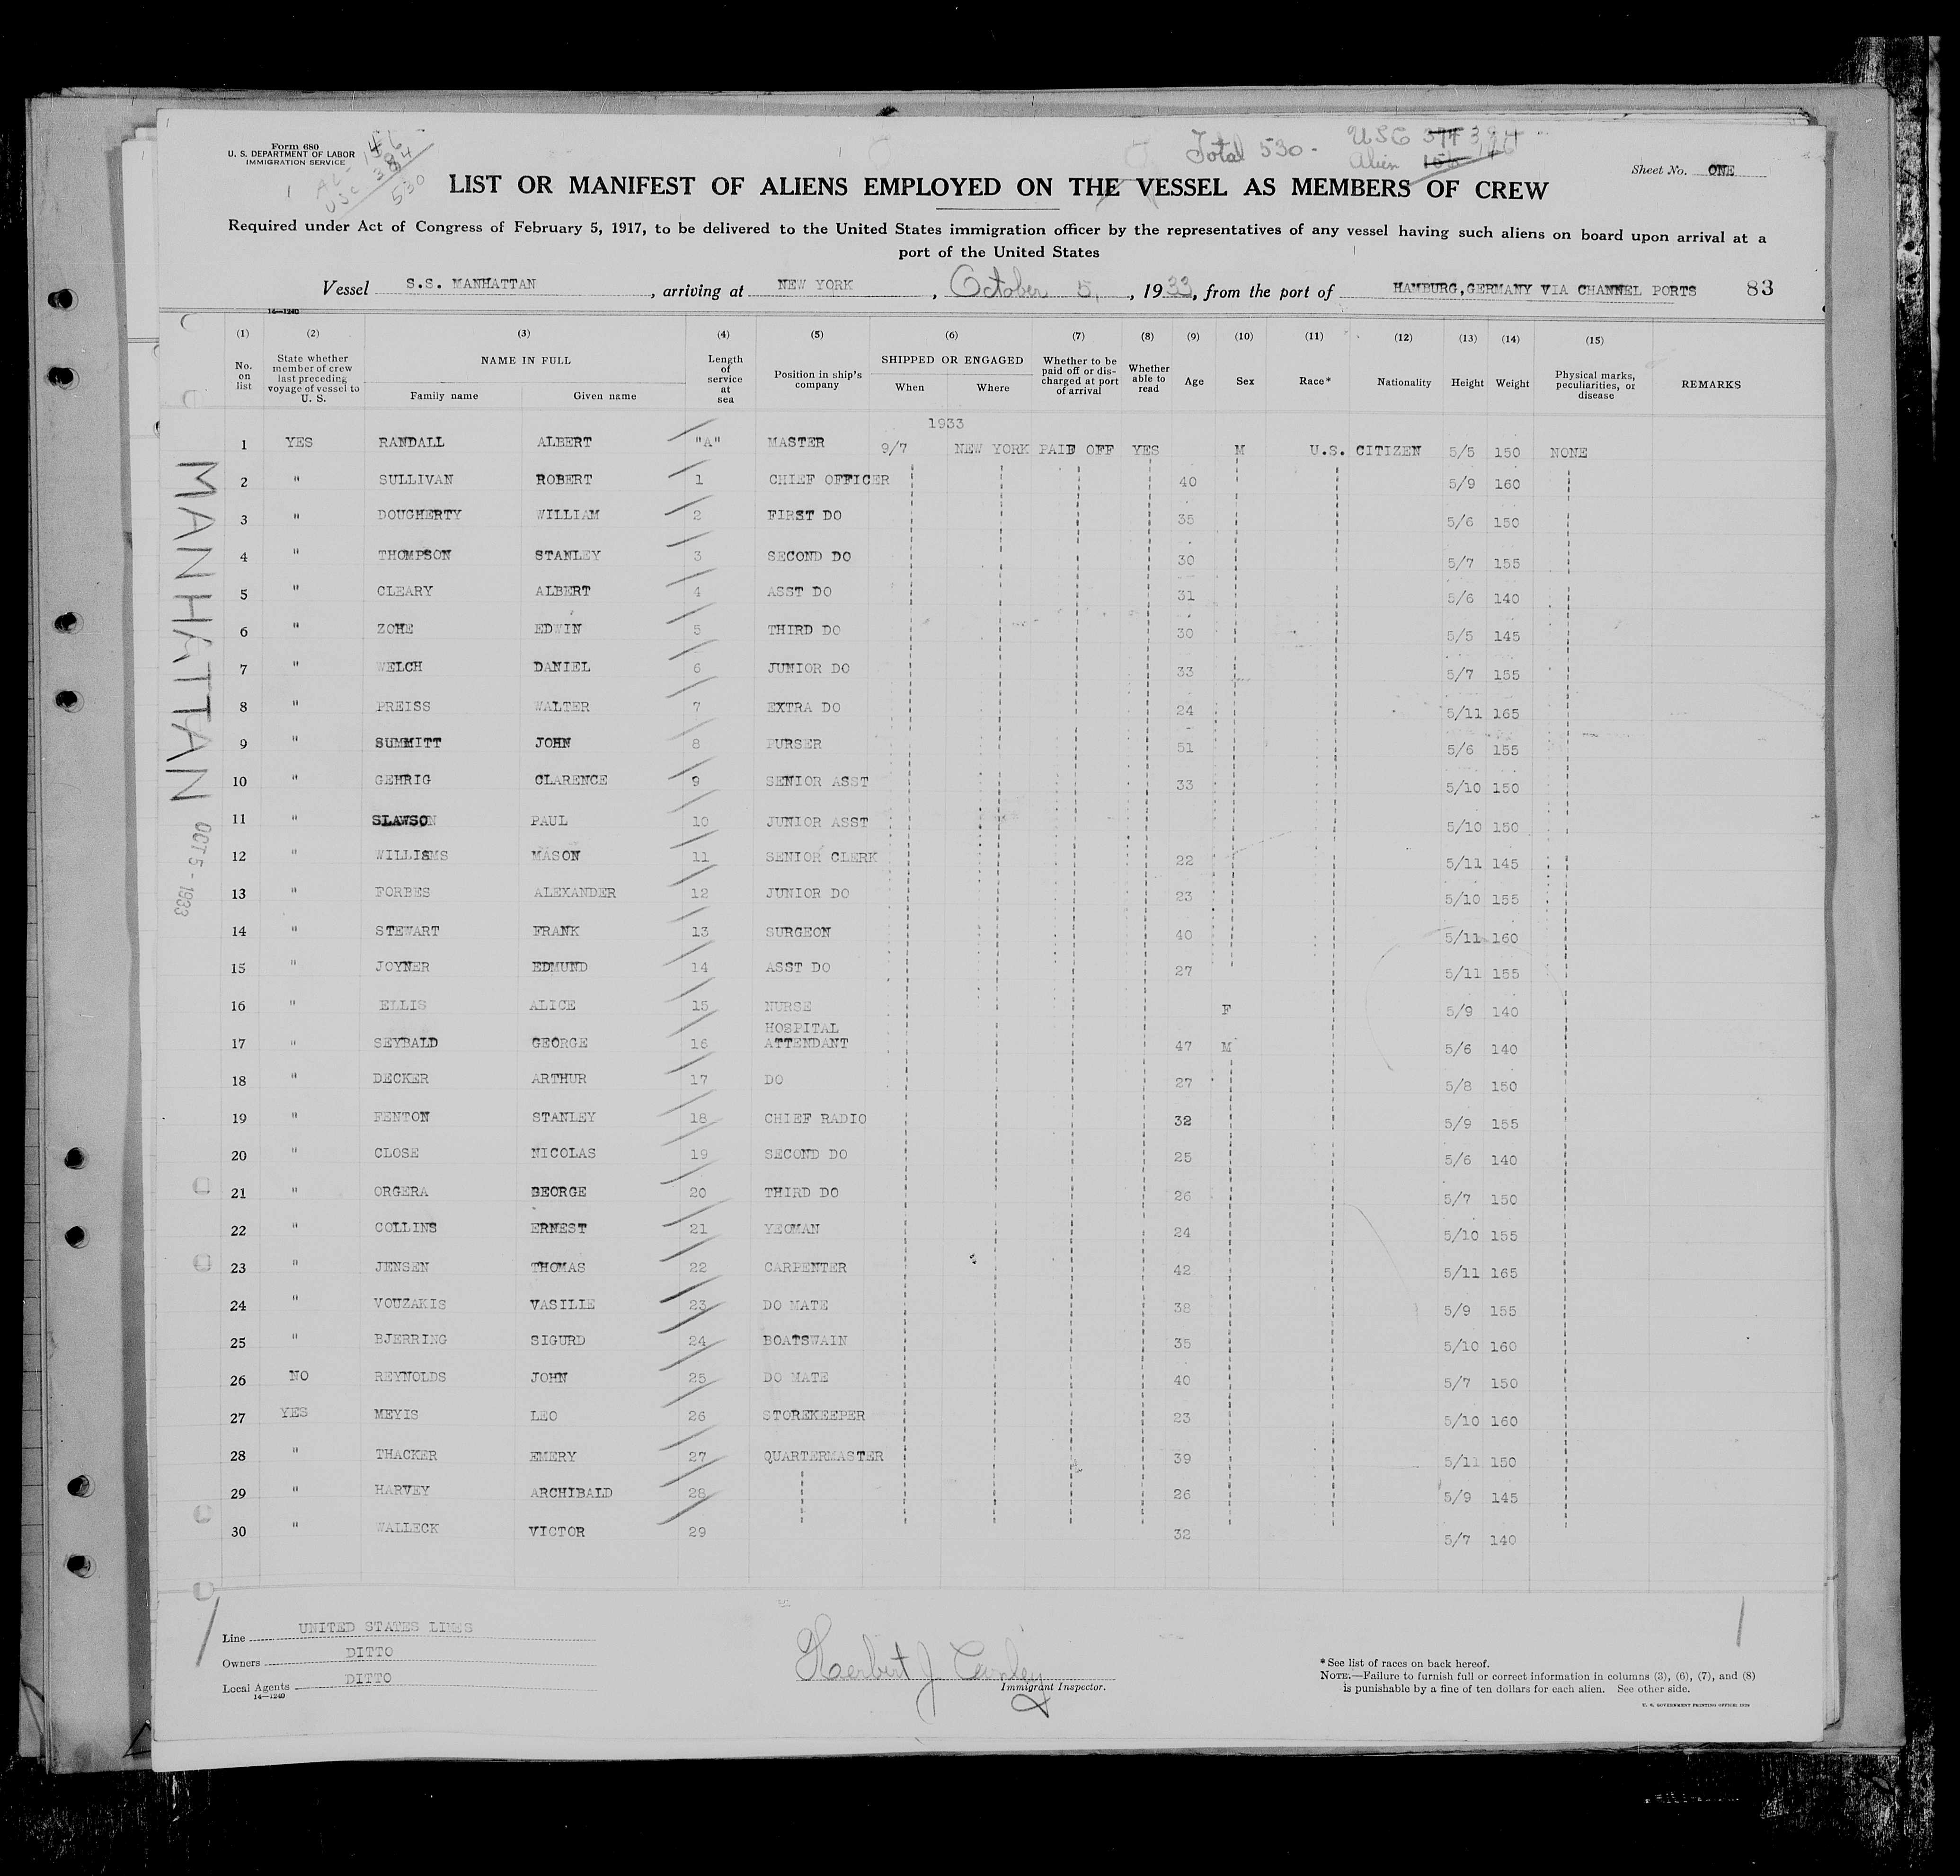 Form 680
U. S. DEPARTMENT OF LABOR
IMMIGRATION SERVICE
146
USC 384
530
Total 530 - USC 374 384
Alien 156 146
Sheet No. ONE
LIST OR MANIFEST OF ALIENS EMPLOYED ON THE VESSEL AS MEMBERS OF CREW
Required under Act of Congress of February 5, 1917, to be delivered to the United States immigration officer by the representatives of any vessel having such aliens on board upon arrival at a
port of the United States
Vessel S.S. MANHATTAN, arriving at NEW YORK, October 5, 1933, from the port of HAMBURG, GERMANY VIA CHANNEL PORTS 83
14—1240
(1) (2) (3) (4) (5) (6) (7) (8) (9) (10) (11) (12) (13) (14) (15)
No. on list State whether member of crew last preceding voyage of vessel to U. S. NAME IN FULL Family name Given name Length of service at sea Position in ship's company SHIPPED OR ENGAGED When Where Whether to be paid off or discharged at port of arrival Whether able to read Age Sex Race* Nationality Height Weight Physical marks, peculiarities, or disease REMARKS
1933
1 YES RANDALL ALBERT "A" MASTER 9/7 NEW YORK PAID OFF YES M U.S. CITIZEN 5/5 150 NONE
2 " SULLIVAN ROBERT 1 CHIEF OFFICER 40 5/9 160
3 " DOUGHERTY WILLIAM 2 FIRST DO 35 5/6 150
4 " THOMPSON STANLEY 3 SECOND DO 30 5/7 155
5 " CLEARY ALBERT 4 ASST DO 31 5/6 140
6 " ZOHE EDWIN 5 THIRD DO 30 5/5 145
7 " WELCH DANIEL 6 JUNIOR DO 33 5/7 155
8 " PREISS WALTER 7 EXTRA DO 24 5/11 165
9 " SUMMITT JOHN 8 PURSER 51 5/6 155
10 " GEHRIG CLARENCE 9 SENIOR ASST 33 5/10 150
11 " SLAWSON PAUL 10 JUNIOR ASST 5/10 150
12 " WILLISMS MASON 11 SENIOR CLERK 22 5/11 145
13 " FORBES ALEXANDER 12 JUNIOR DO 23 5/10 155
14 " STEWART FRANK 13 SURGEON 40 5/11 160
15 " JOYNER EDMUND 14 ASST DO 27 5/11 155
16 " ELLIS ALICE 15 NURSE F 5/9 140
17 " SEYBALD GEORGE 16 HOSPITAL ATTENDANT 47 M 5/6 140
18 " DECKER ARTHUR 17 DO 27 5/8 150
19 " FENTON STANLEY 18 CHIEF RADIO 32 5/9 155
20 " CLOSE NICOLAS 19 SECOND DO 25 5/6 140
21 " ORGERA GEORGE 20 THIRD DO 26 5/7 150
22 " COLLINS ERNEST 21 YEOMAN 24 5/10 155
23 " JENSEN THOMAS 22 CARPENTER 42 5/11 165
24 " VOUZAKIS VASILIE 23 DO MATE 38 5/9 155
25 " BJERRING SIGURD 24 BOATSWAIN 35 5/10 160
26 NO REYNOLDS JOHN 25 DO MATE 40 5/7 150
27 YES MEYIS LEO 26 STOREKEEPER 23 5/10 160
28 " THACKER EMERY 27 QUARTERMASTER 39 5/11 150
29 " HARVEY ARCHIBALD 28 26 5/9 145
30 " WALLECK VICTOR 29 32 5/7 140
MANHATTAN OCT 5 - 1933
Line UNITED STATES LINES
Owners DITTO
Local Agents DITTO
14—1240
Herbert J.
Immigrant Inspector.
*See list of races on back hereof.
NOTE.—Failure to furnish full or correct information in columns (3), (6), (7), and (8)
is punishable by a fine of ten dollars for each alien. See other side.
U. S. GOVERNMENT PRINTING OFFICE: